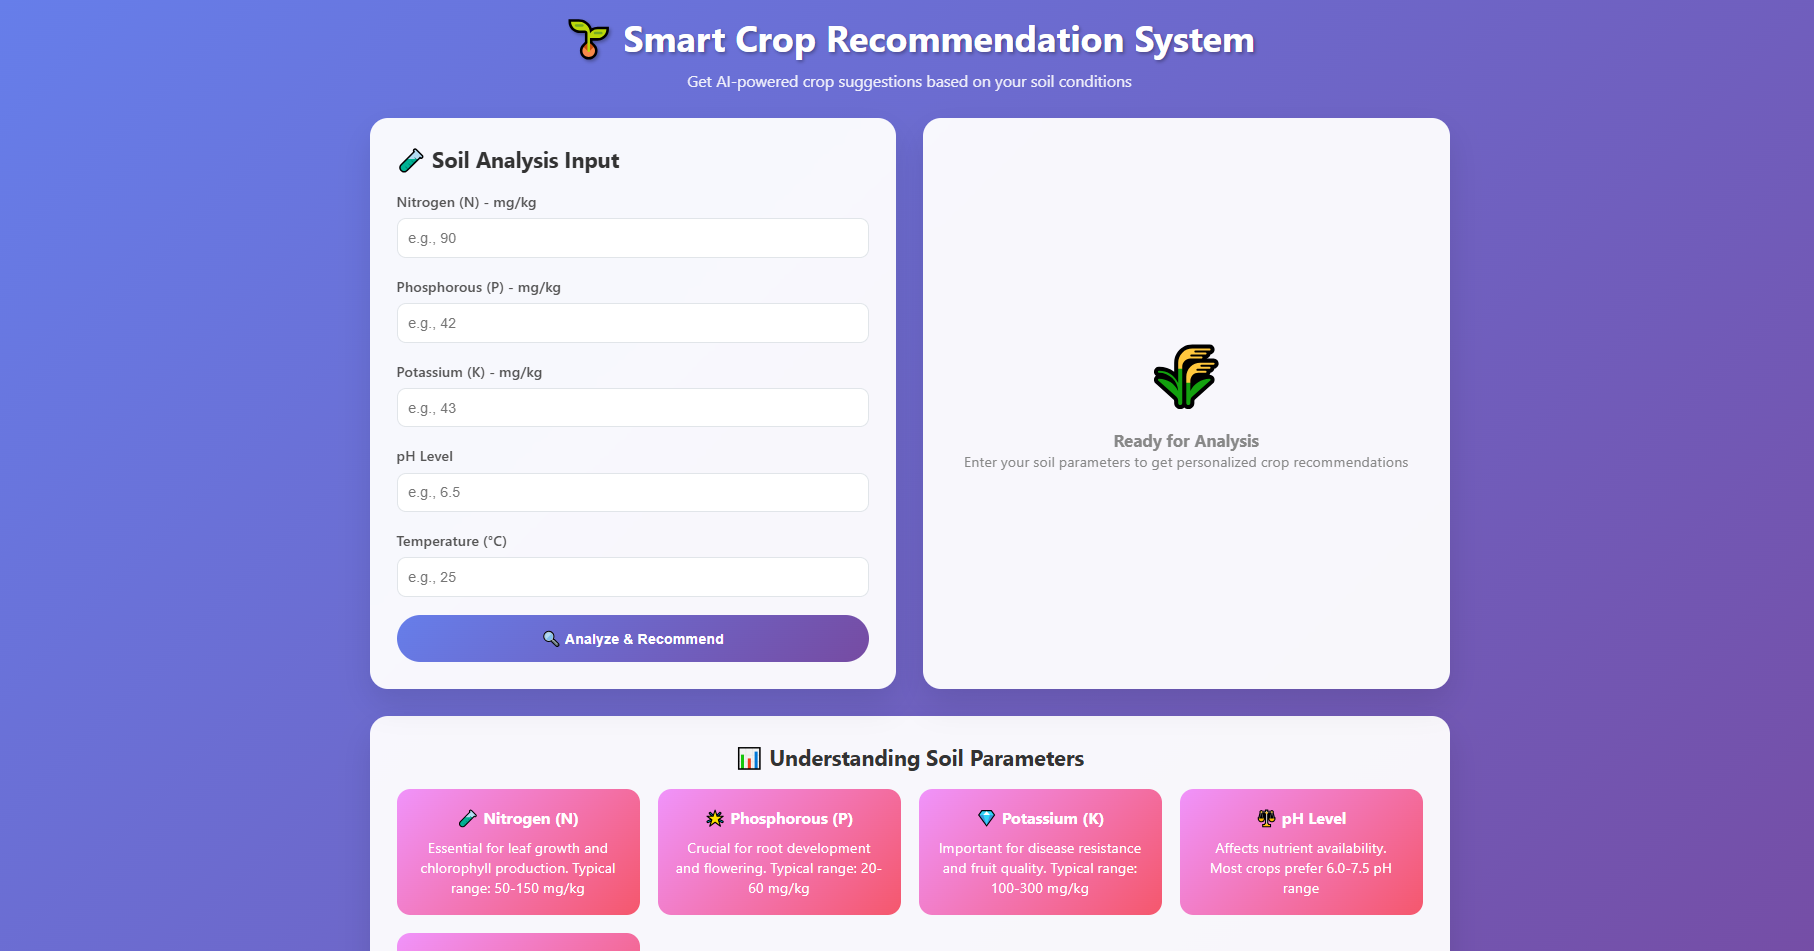 Smart Crop Recommendation System
Get AI-powered crop suggestions based on your soil conditions
Soil Analysis Input
Nitrogen (N) - mg/kg
e.g., 90
Phosphorous (P) - mg/kg
e.g., 42
Potassium (K) - mg/kg
e.g., 43
pH Level
e.g., 6.5
Temperature (°C)
e.g., 25
Analyze & Recommend
Ready for Analysis
Enter your soil parameters to get personalized crop recommendations
Understanding Soil Parameters
Nitrogen (N)
Essential for leaf growth and
chlorophyll production. Typical
range: 50-150 mg/kg
Phosphorous (P)
Crucial for root development
and flowering. Typical range: 20-
60 mg/kg
Potassium (K)
Important for disease resistance
and fruit quality. Typical range:
100-300 mg/kg
pH Level
Affects nutrient availability.
Most crops prefer 6.0-7.5 pH
range